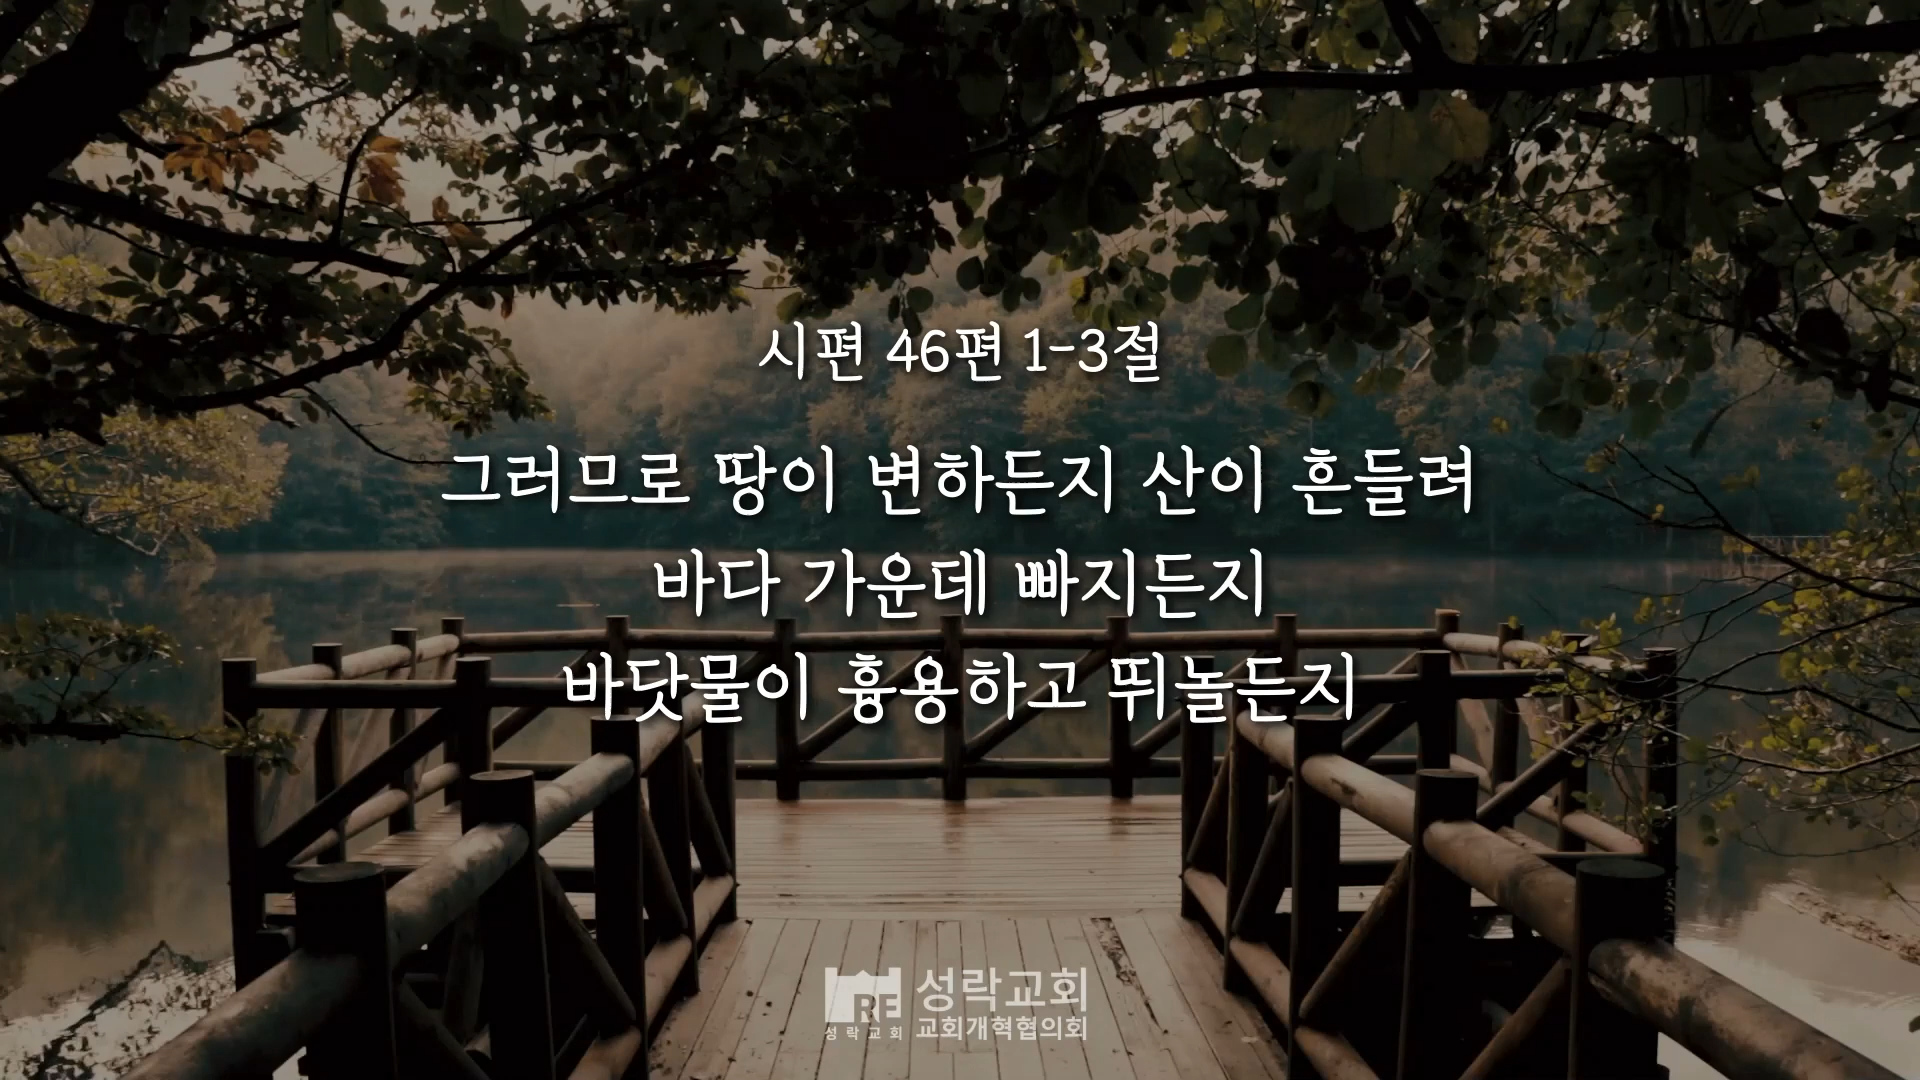 시편 46편 1-3절
그러므로 땅이 변하든지 산이 흔들려
바다 가운데 빠지든지
바닷물이 흉용하고 뛰놀든지
RE
성락교회
성락교회
교회개혁협의회